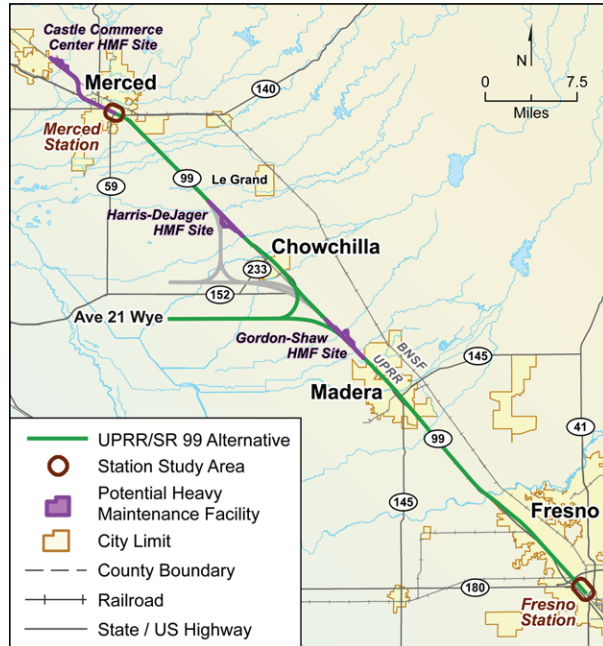 Castle Commerce
Center HMF Site
Merced
N
0 7.5
Miles
140
Merced
Station
59
99
Le Grand
Harris-DeJager
HMF Site
Chowchilla
233
152
Ave 21 Wye
Gordon-Shaw
HMF Site
BNSF
UPRR
145
Madera
41
99
145
Fresno
180
Fresno
Station
UPRR/SR 99 Alternative
Station Study Area
Potential Heavy
Maintenance Facility
City Limit
County Boundary
Railroad
State / US Highway